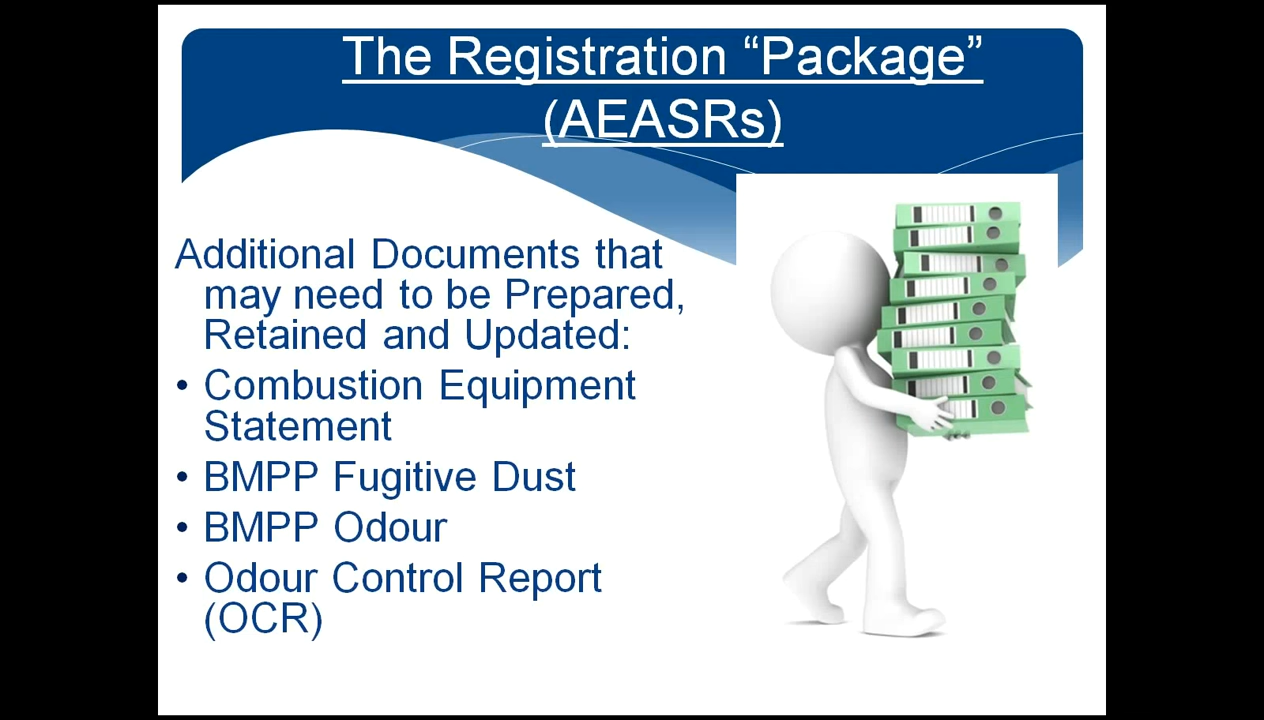 The Registration “Package”
(AEASRs)
Additional Documents that
may need to be Prepared,
Retained and Updated:
• Combustion Equipment
Statement
• BMPP Fugitive Dust
• BMPP Odour
• Odour Control Report
(OCR)